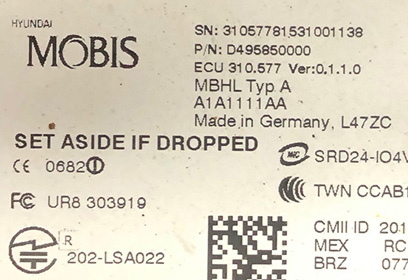 HYUNDAI
MOBIS
SN: 31057781531001138
P/N: D495850000
ECU 310.577 Ver:0.1.1.0
MBHL Typ A
A1A1111AA
Made in Germany, L47ZC
SET ASIDE IF DROPPED
CE 0682
SRD24-IO4V
TWN CCAB1
FC UR8 303919
R
202-LSA022
CMII ID 201
MEX RC
BRZ 077